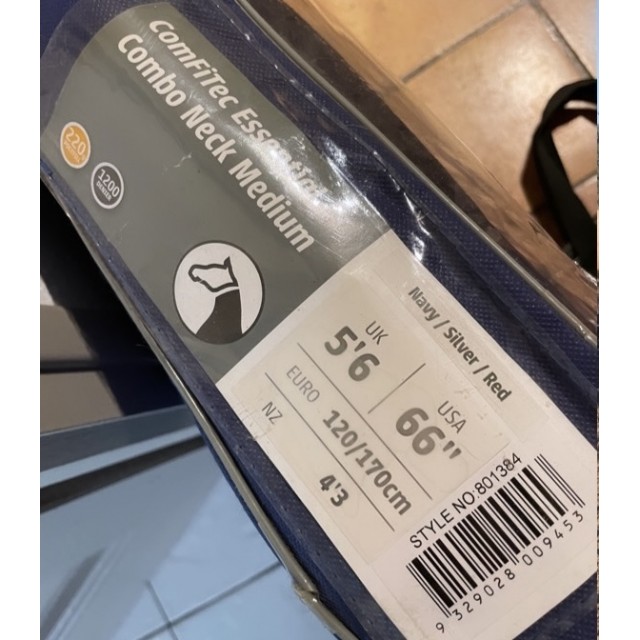 ComFiTec Essential
Combo Neck Medium
220
1200
DENIER
Navy / Silver / Red
UK
5'6
USA
66"
EURO
120/170cm
NZ
4'3
STYLE NO:801384
9 329028 009453